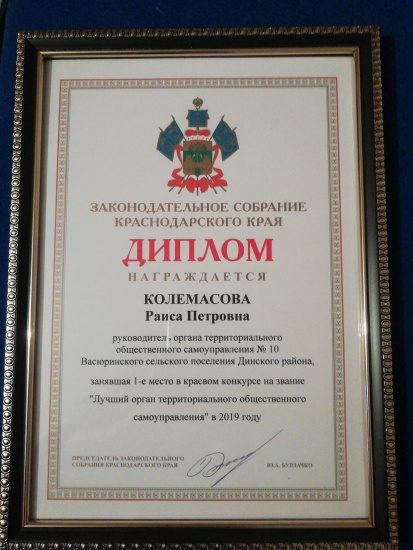 ЗАКОНОДАТЕЛЬНОЕ СОБРАНИЕ
КРАСНОДАРСКОГО КРАЯ
ДИПЛОМ
НАГРАЖДАЕТСЯ
КОЛЕМАСОВА
Раиса Петровна
руководитель органа территориального
общественного самоуправления № 10
Васюринского сельского поселения Динского района,
занявшая 1-е место в краевом конкурсе на звание
"Лучший орган территориального общественного
самоуправления" в 2019 году
ПРЕДСЕДАТЕЛЬ ЗАКОНОДАТЕЛЬНОГО
СОБРАНИЯ КРАСНОДАРСКОГО КРАЯ
Ю.А. БУРЛАЧКО